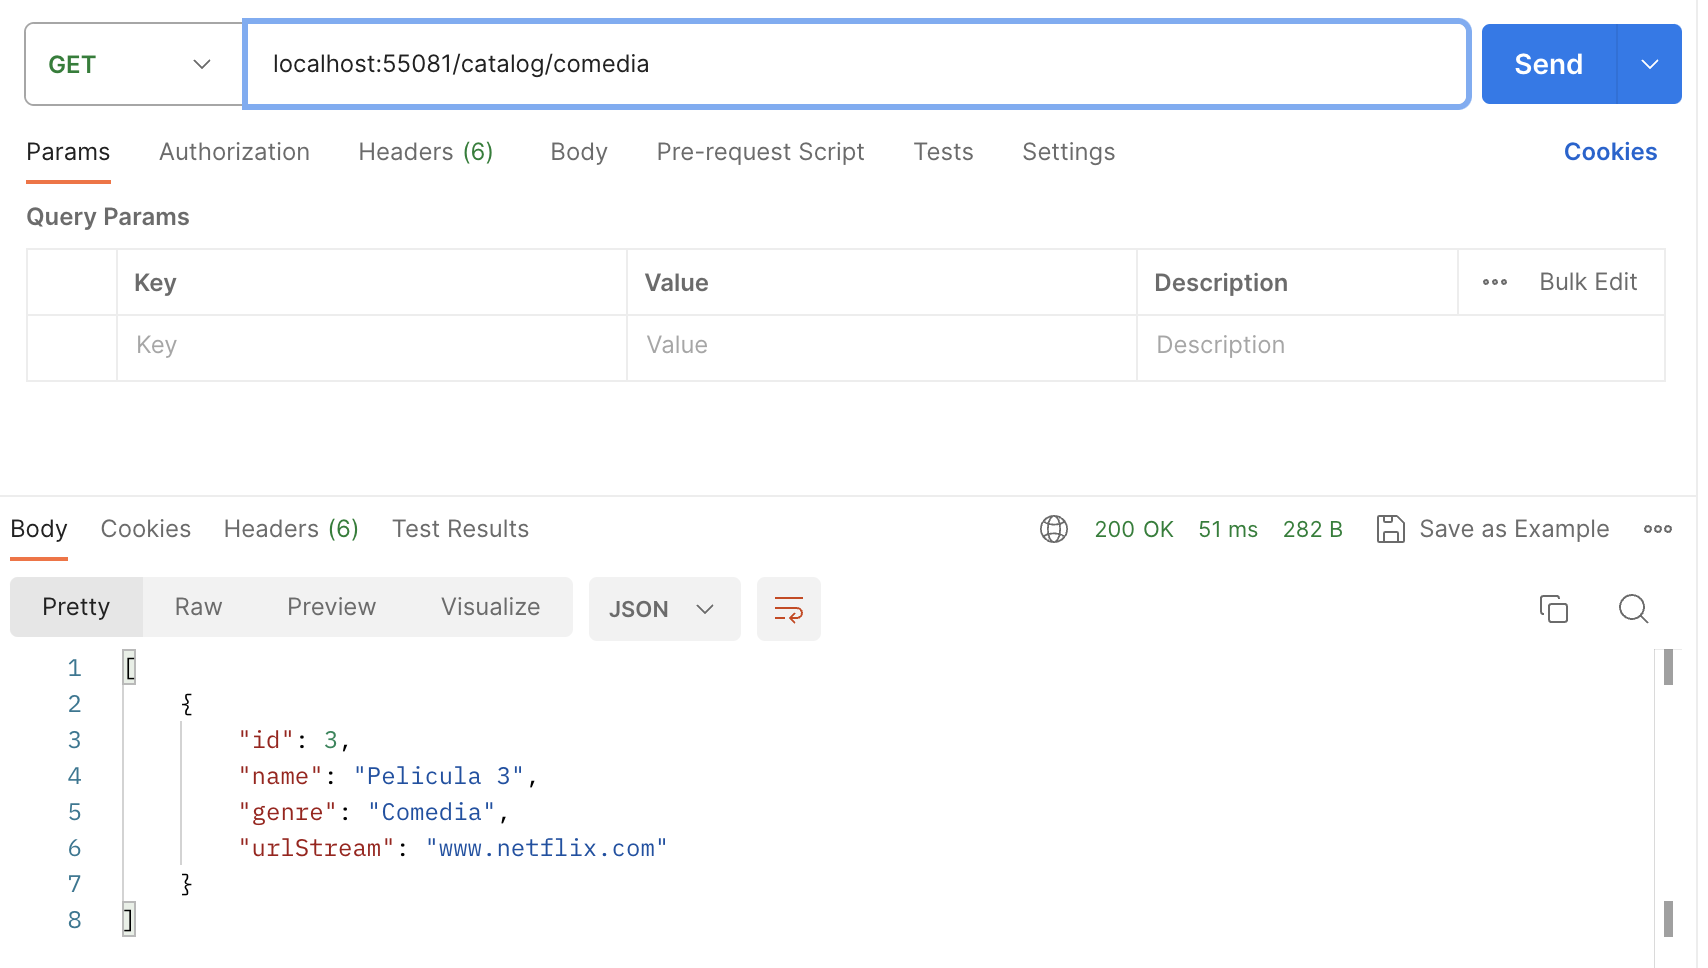 GET localhost:55081/catalog/comedia Send
Params Authorization Headers (6) Body Pre-request Script Tests Settings Cookies
Query Params
Key Value Description ooo Bulk Edit
Key Value Description
Body Cookies Headers (6) Test Results 200 OK 51 ms 282 B Save as Example ooo
Pretty Raw Preview Visualize JSON
1 [
2 {
3 "id": 3,
4 "name": "Pelicula 3",
5 "genre": "Comedia",
6 "urlStream": "www.netflix.com"
7 }
8 ]